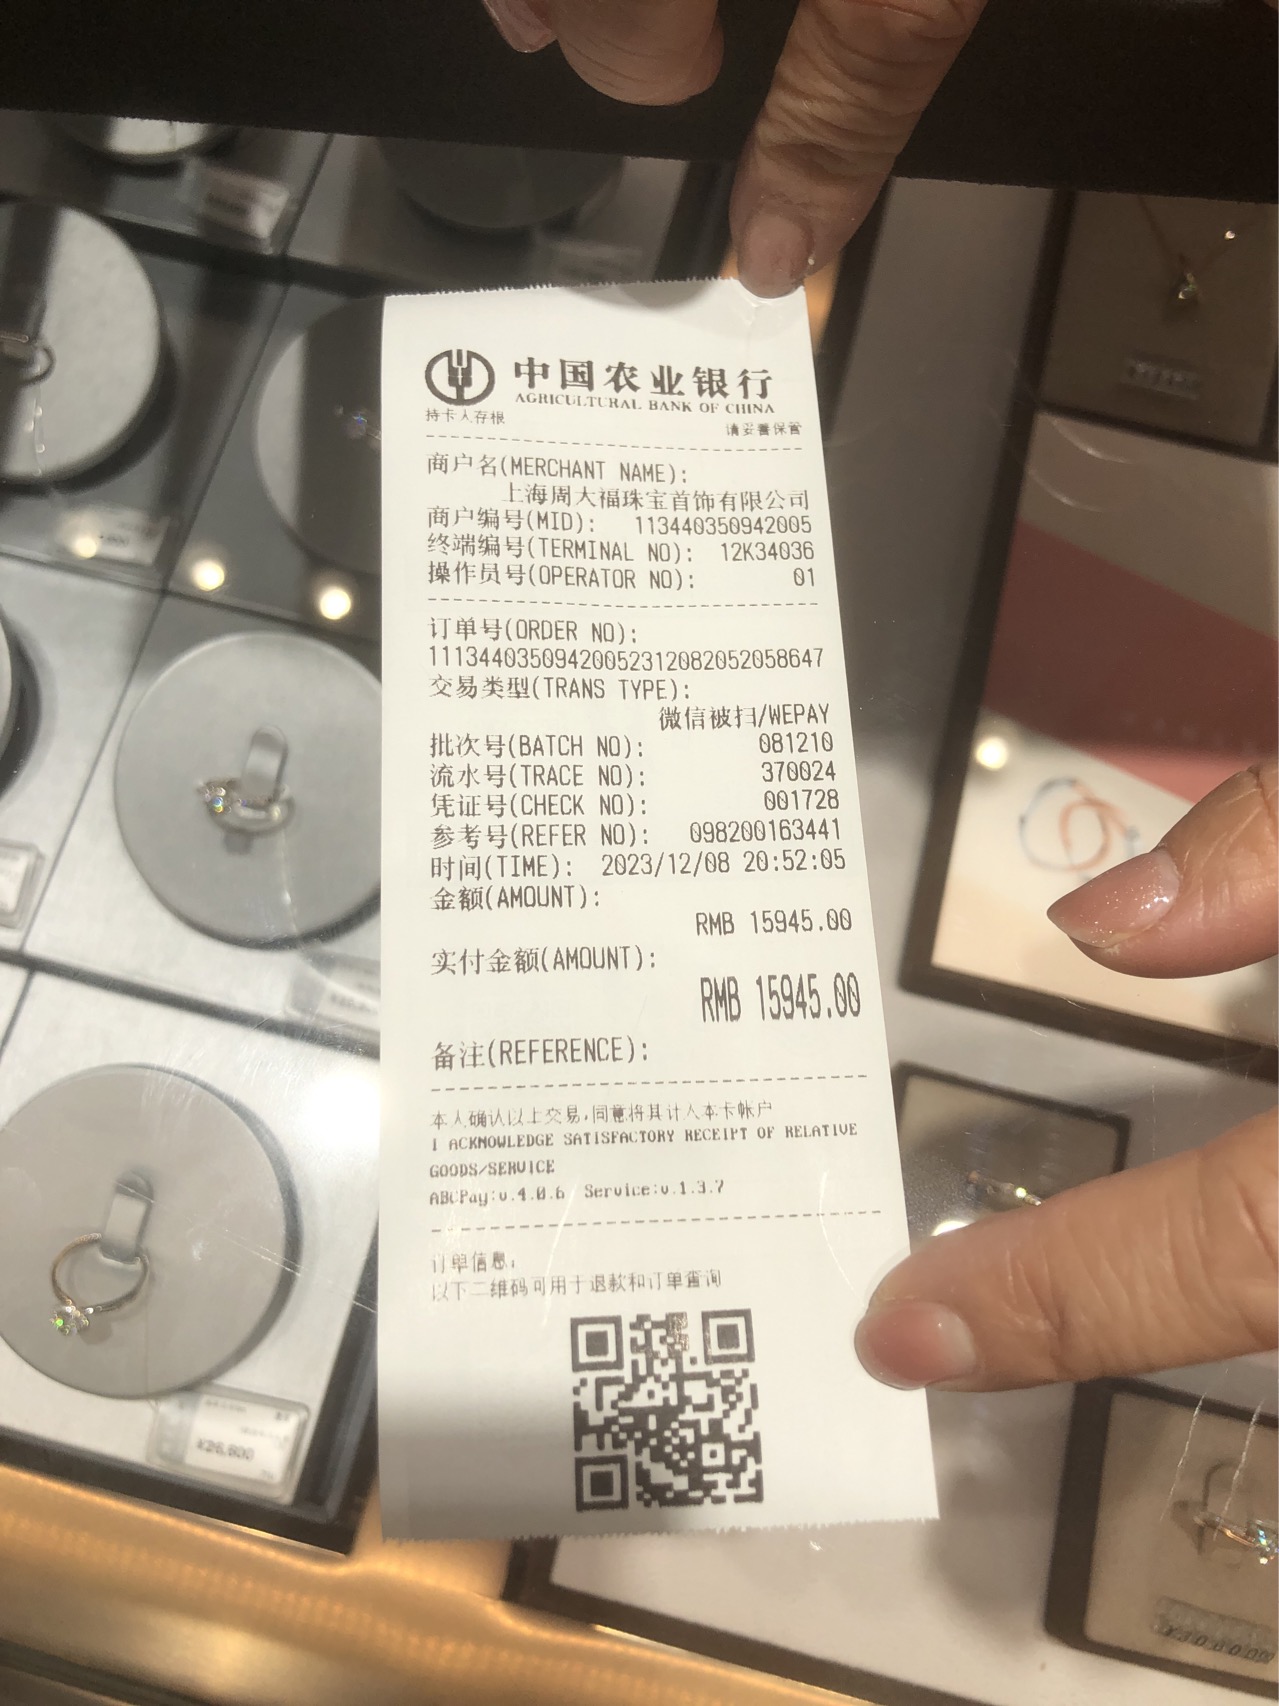 中国农业银行
AGRICULTURAL BANK OF CHINA
持卡人存根
请妥善保管
商户名(MERCHANT NAME):
上海周大福珠宝首饰有限公司
商户编号(MID): 113440350942005
终端编号(TERMINAL NO): 12K34036
操作员号(OPERATOR NO): 01
订单号(ORDER NO):
11134403509420052312082052058647
交易类型(TRANS TYPE):
微信被扫/WEPAY
批次号(BATCH NO): 081210
流水号(TRACE NO): 370024
凭证号(CHECK NO): 001728
参考号(REFER NO): 098200163441
时间(TIME): 2023/12/08 20:52:05
金额(AMOUNT):
RMB 15945.00
实付金额(AMOUNT):
RMB 15945.00
备注(REFERENCE):
本人确认以上交易,同意将其计入本卡帐户
I ACKNOWLEDGE SATISFACTORY RECEIPT OF RELATIVE
GOODS/SERVICE
ABCPay:v.4.0.6 Service:v.1.3.7
订单信息:
以下二维码可用于退款和订单查询
¥26,600